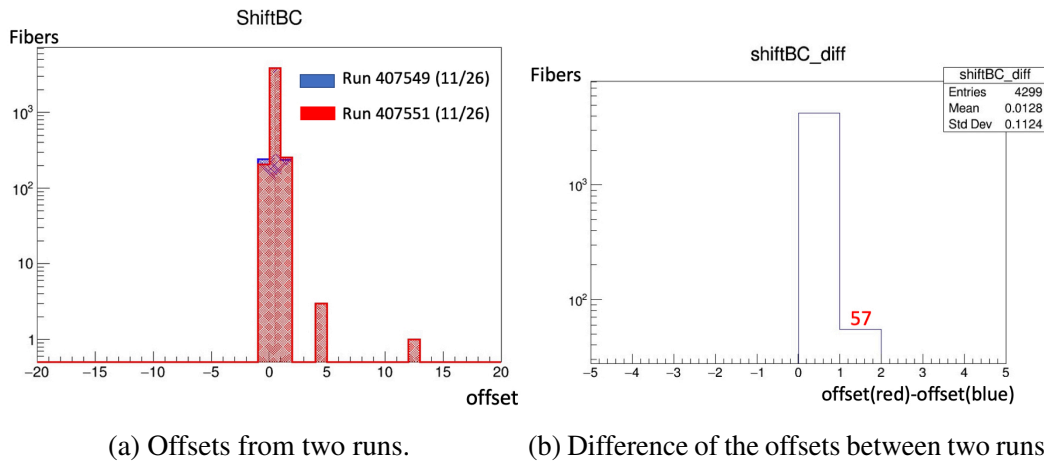 ShiftBC
Fibers
Run 407549 (11/26)
Run 407551 (11/26)
10³
10²
10
1
−20 −15 −10 −5 0 5 10 15 20
offset
(a) Offsets from two runs.
shiftBC_diff
Fibers
shiftBC_diff
Entries 4299
Mean 0.0128
Std Dev 0.1124
10³
10²
57
−5 −4 −3 −2 −1 0 1 2 3 4 5
offset(red)-offset(blue)
(b) Difference of the offsets between two runs